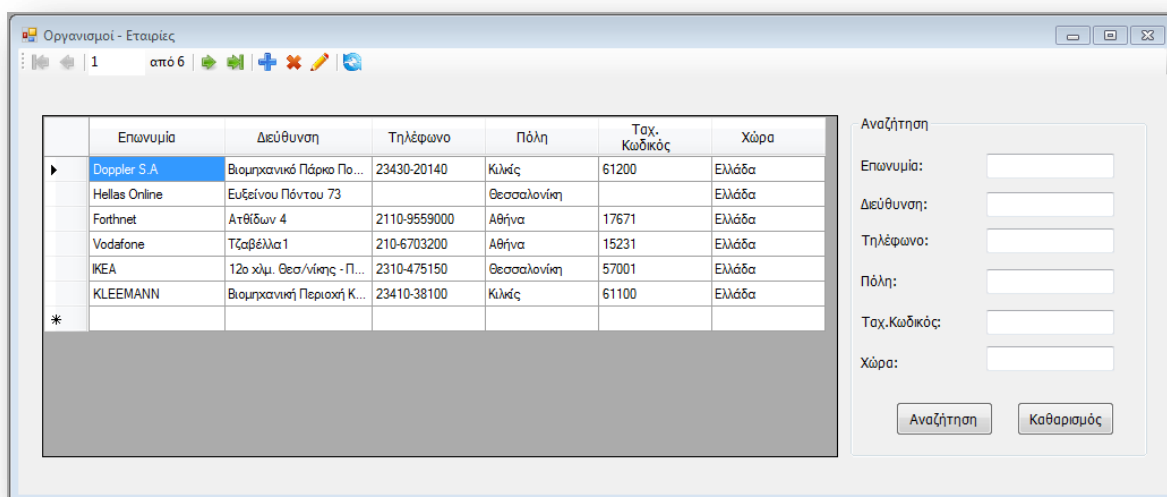 Οργανισμοί - Εταιρίες
1 από 6
Επωνυμία Διεύθυνση Τηλέφωνο Πόλη Ταχ. Κωδικός Χώρα
Doppler S.A Βιομηχανικό Πάρκο Πο... 23430-20140 Κιλκίς 61200 Ελλάδα
Hellas Online Ευξείνου Πόντου 73 Θεσσαλονίκη Ελλάδα
Forthnet Ατθίδων 4 2110-9559000 Αθήνα 17671 Ελλάδα
Vodafone Τζαβέλλα1 210-6703200 Αθήνα 15231 Ελλάδα
IKEA 12ο χλμ. Θεσ/νίκης - Π... 2310-475150 Θεσσαλονίκη 57001 Ελλάδα
KLEEMANN Βιομηχανική Περιοχή Κ... 23410-38100 Κιλκίς 61100 Ελλάδα
Αναζήτηση
Επωνυμία:
Διεύθυνση:
Τηλέφωνο:
Πόλη:
Ταχ.Κωδικός:
Χώρα:
Αναζήτηση Καθαρισμός